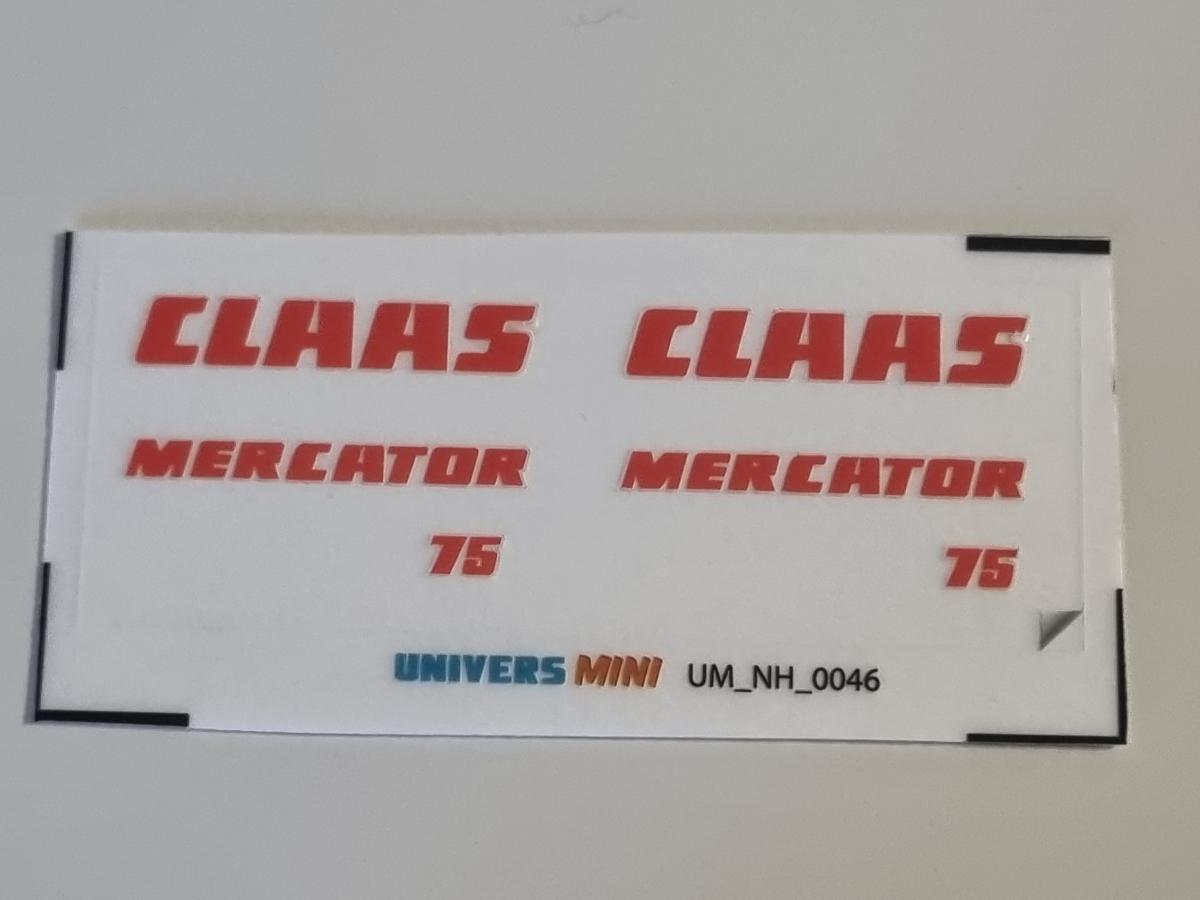 CLAAS CLAAS
MERCATOR MERCATOR
75 75
UNIVERS MINI UM_NH_0046